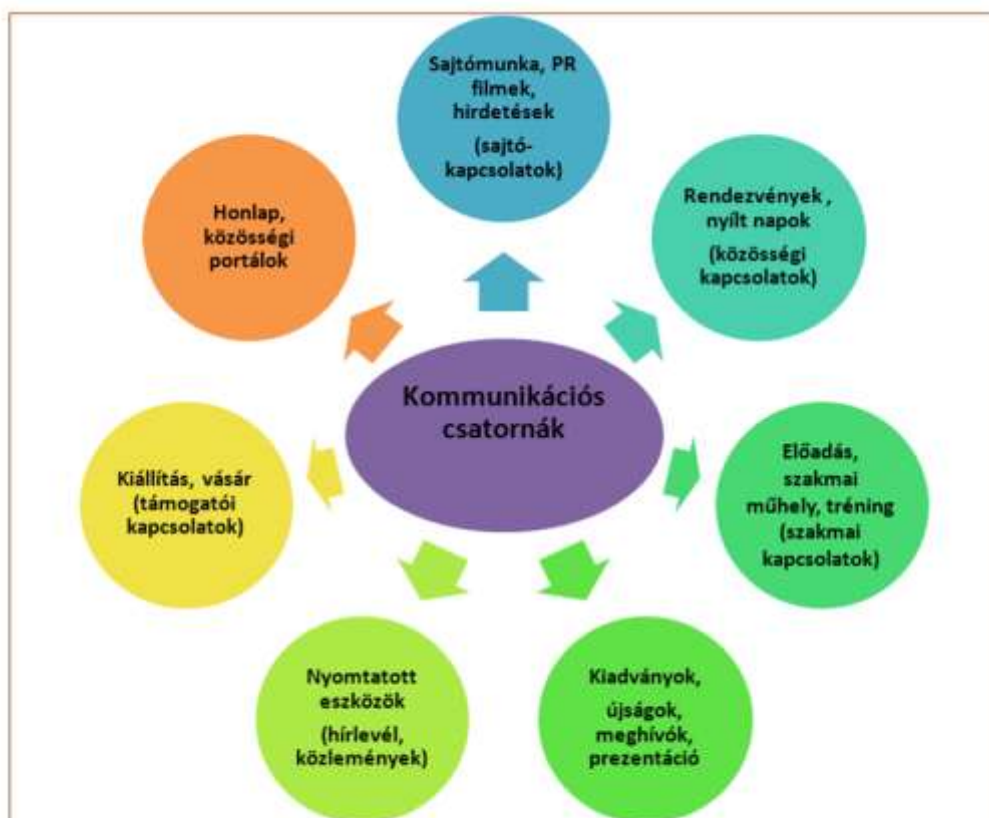 Sajtómunka, PR
filmek,
hirdetések
(sajtó-
kapcsolatok)
Rendezvények ,
nyílt napok
(közösségi
kapcsolatok)
Előadás,
szakmai
műhely, tréning
(szakmai
kapcsolatok)
Kiadványok,
újságok,
meghívók,
prezentáció
Nyomtatott
eszközök
(hírlevél,
közlemények)
Kiállítás, vásár
(támogatói
kapcsolatok)
Honlap,
közösségi
portálok
Kommunikációs
csatornák